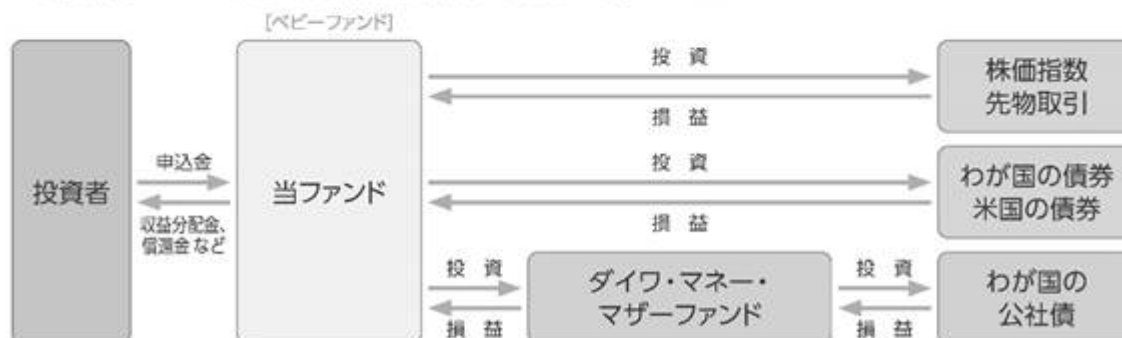 [ベビーファンド]
投資者
申込金
収益分配金、
償還金 など
当ファンド
投 資
損 益
株価指数
先物取引
投 資
損 益
わが国の債券
米国の債券
投 資
損 益
ダイワ・マネー・
マザーファンド
投 資
損 益
わが国の
公社債